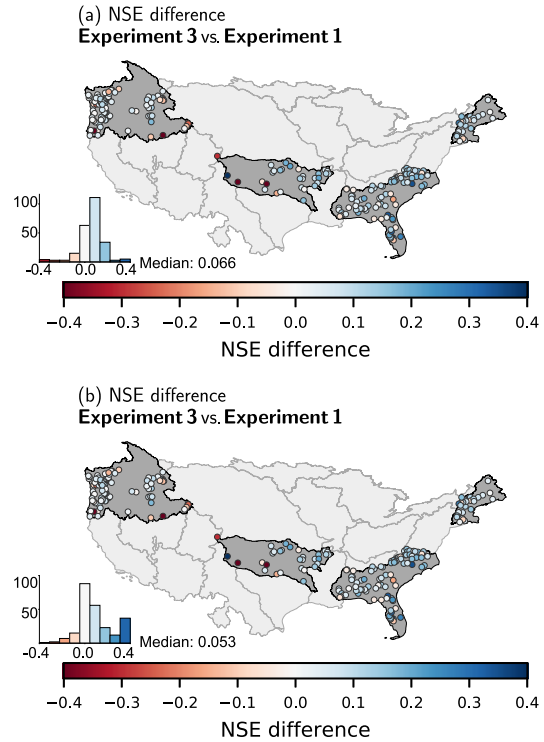 (a) NSE difference
Experiment 3 vs. Experiment 1
100
50
-0.4 0.0 0.4
Median: 0.066
−0.4 −0.3 −0.2 −0.1 0.0 0.1 0.2 0.3 0.4
NSE difference
(b) NSE difference
Experiment 3 vs. Experiment 1
100
50
-0.4 0.0 0.4
Median: 0.053
−0.4 −0.3 −0.2 −0.1 0.0 0.1 0.2 0.3 0.4
NSE difference